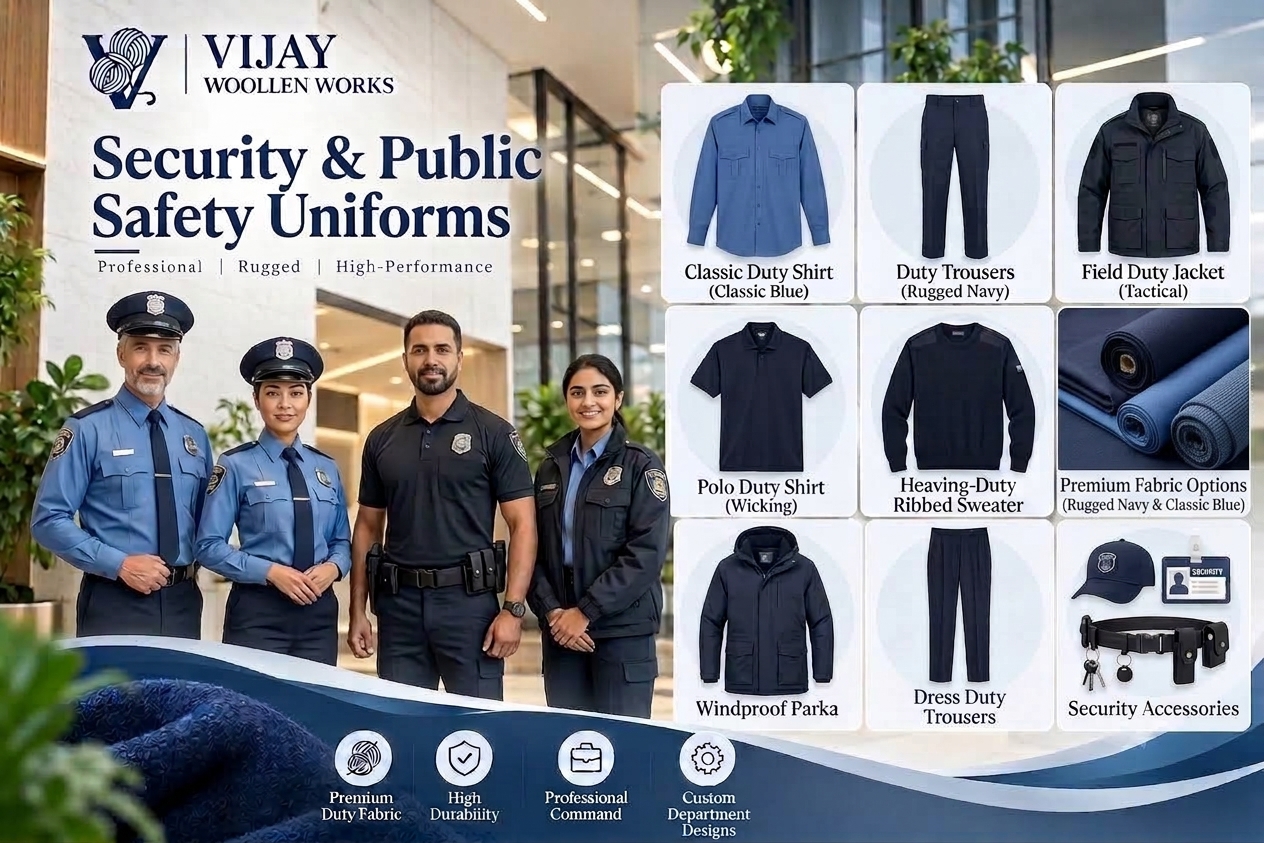 VIJAY
WOOLLEN WORKS
Security & Public
Safety Uniforms
Professional | Rugged | High-Performance
Classic Duty Shirt
(Classic Blue)
Duty Trousers
(Rugged Navy)
Field Duty Jacket
(Tactical)
Polo Duty Shirt
(Wicking)
Heaving-Duty
Ribbed Sweater
Premium Fabric Options
(Rugged Navy & Classic Blue)
Windproof Parka
Dress Duty
Trousers
SECURITY
Security Accessories
Premium
Duty Fabric
High
Durabiiity
Professional
Command
Custom
Department
Designs